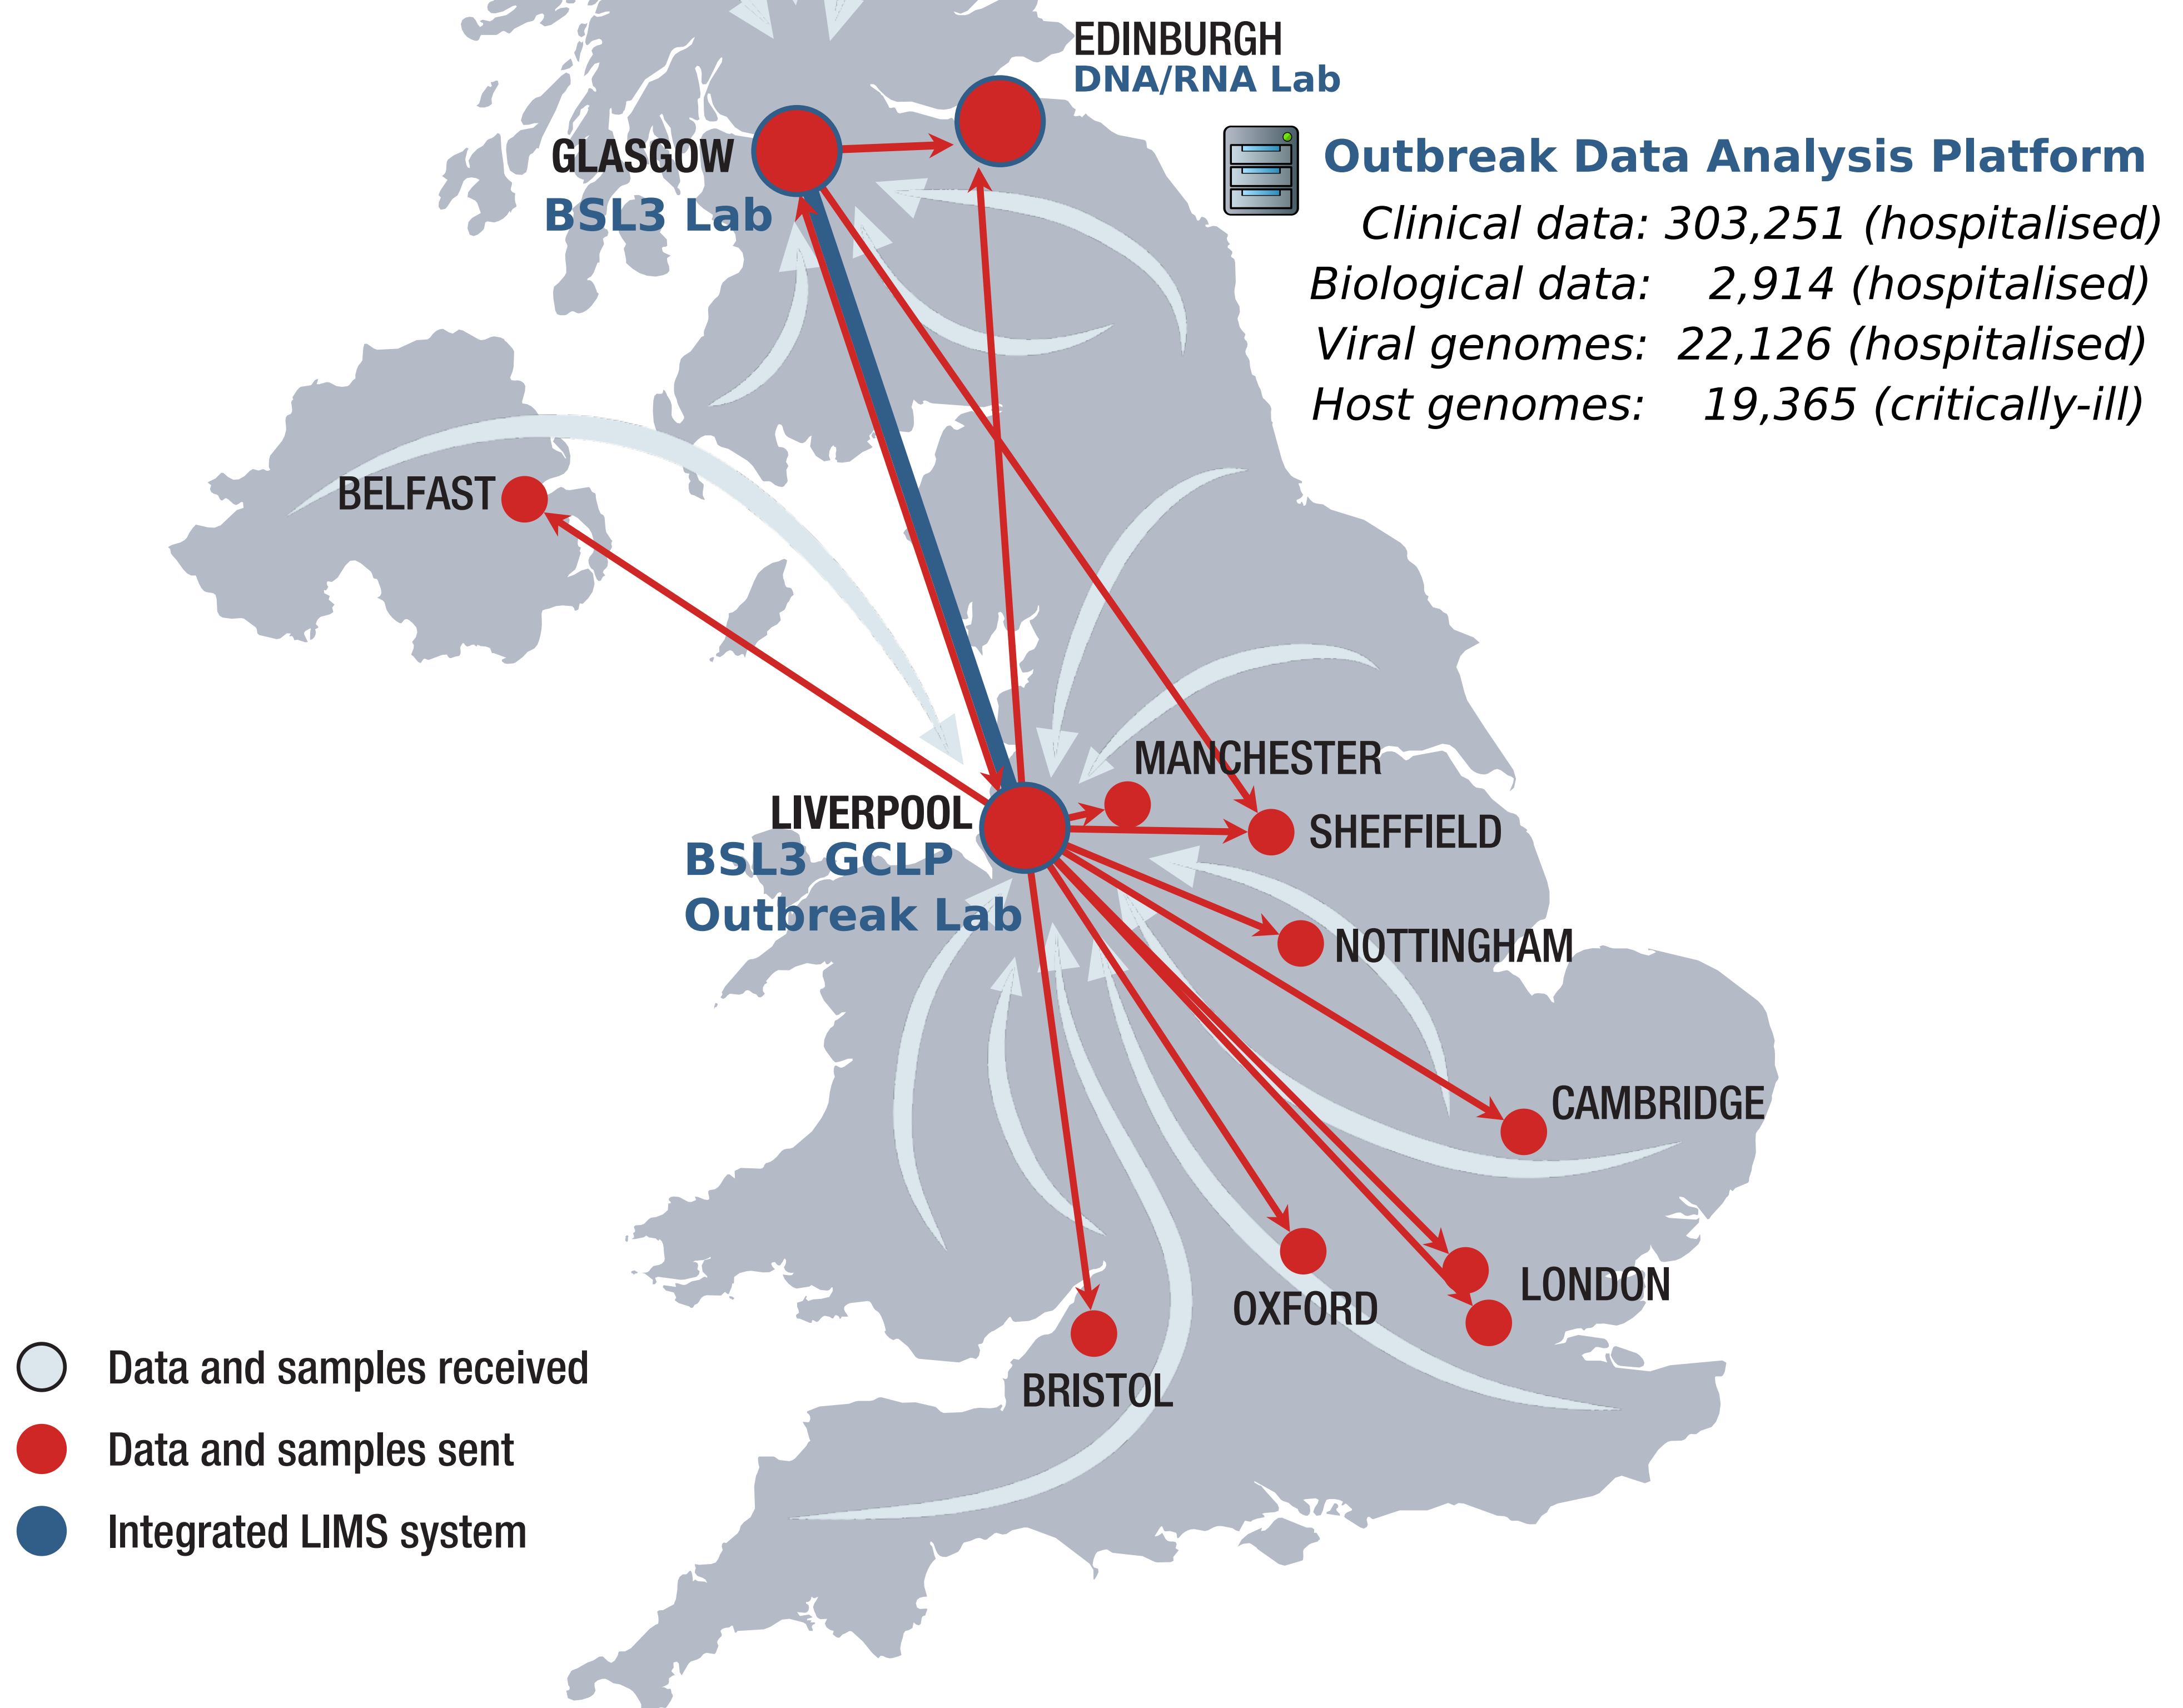 EDINBURGH
DNA/RNA Lab
GLASGOW
BSL3 Lab
Outbreak Data Analysis Platform
Clinical data: 303,251 (hospitalised)
Biological data: 2,914 (hospitalised)
Viral genomes: 22,126 (hospitalised)
Host genomes: 19,365 (critically-ill)
BELFAST
MANCHESTER
LIVERPOOL
BSL3 GCLP
Outbreak Lab
SHEFFIELD
NOTTINGHAM
CAMBRIDGE
LONDON
OXFORD
BRISTOL
Data and samples received
Data and samples sent
Integrated LIMS system